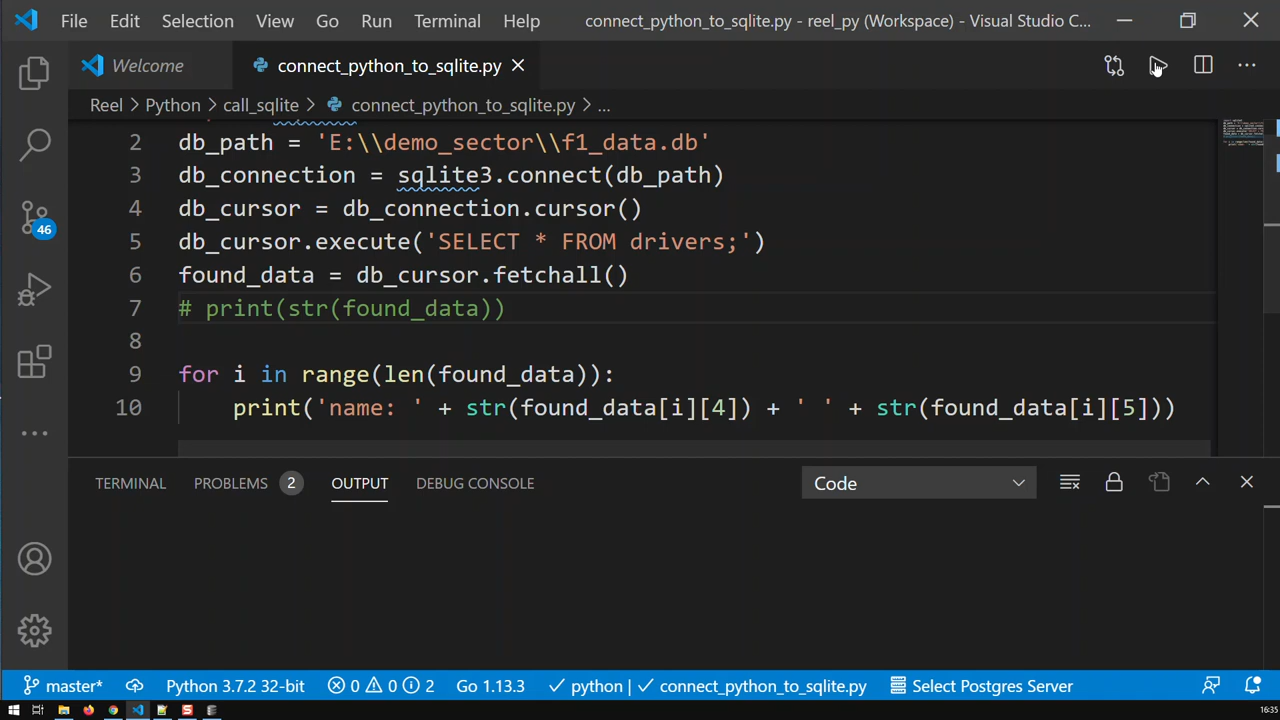 File Edit Selection View Go Run Terminal Help connect_python_to_sqlite.py - reel_py (Workspace) - Visual Studio C...
Welcome connect_python_to_sqlite.py
Reel > Python > call_sqlite > connect_python_to_sqlite.py > ...
2 db_path = 'E:\\demo_sector\\f1_data.db'
3 db_connection = sqlite3.connect(db_path)
4 db_cursor = db_connection.cursor()
5 db_cursor.execute('SELECT * FROM drivers;')
6 found_data = db_cursor.fetchall()
7 # print(str(found_data))
8
9 for i in range(len(found_data)):
10 print('name: ' + str(found_data[i][4]) + ' ' + str(found_data[i][5]))
46
TERMINAL PROBLEMS 2 OUTPUT DEBUG CONSOLE Code
master* Python 3.7.2 32-bit 0 0 2 Go 1.13.3 python | connect_python_to_sqlite.py Select Postgres Server
16:35